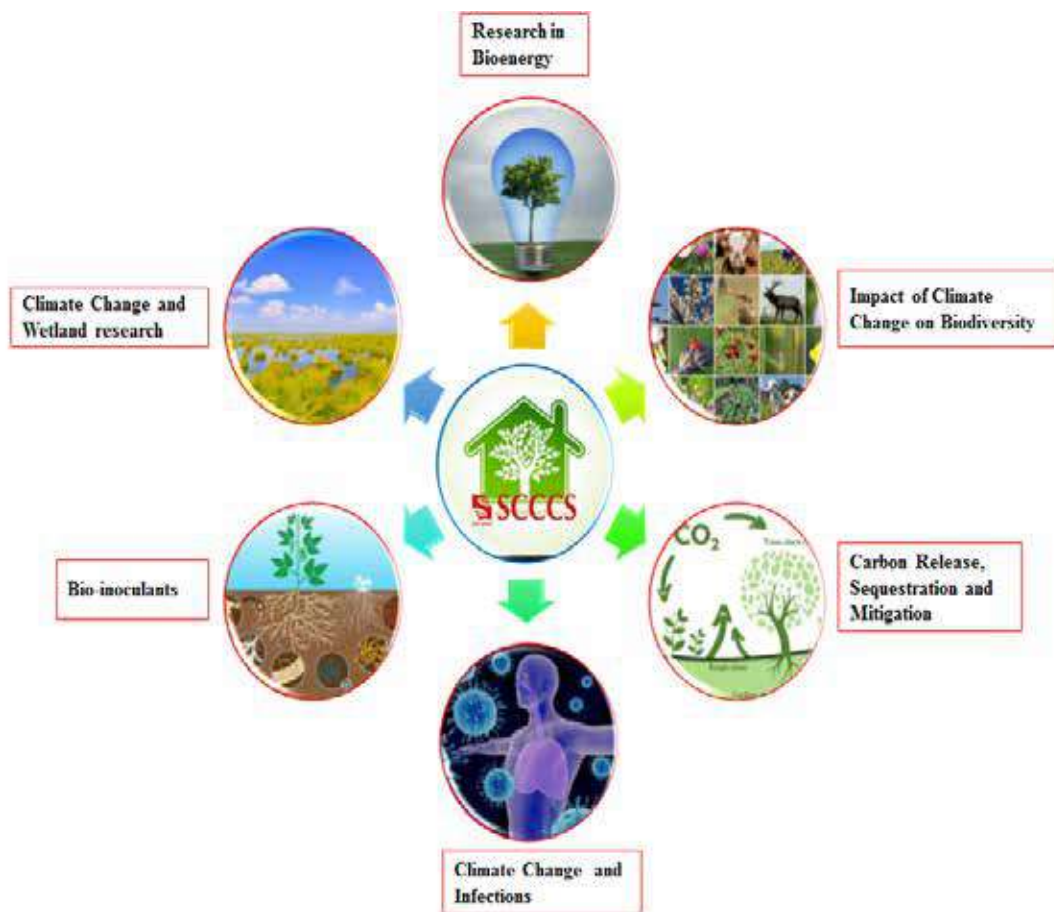 Research in
Bioenergy
Climate Change and
Wetland research
Impact of Climate
Change on Biodiversity
SCCCS
CO2
Bio-inoculants
Carbon Release,
Sequestration and
Mitigation
Climate Change and
Infections